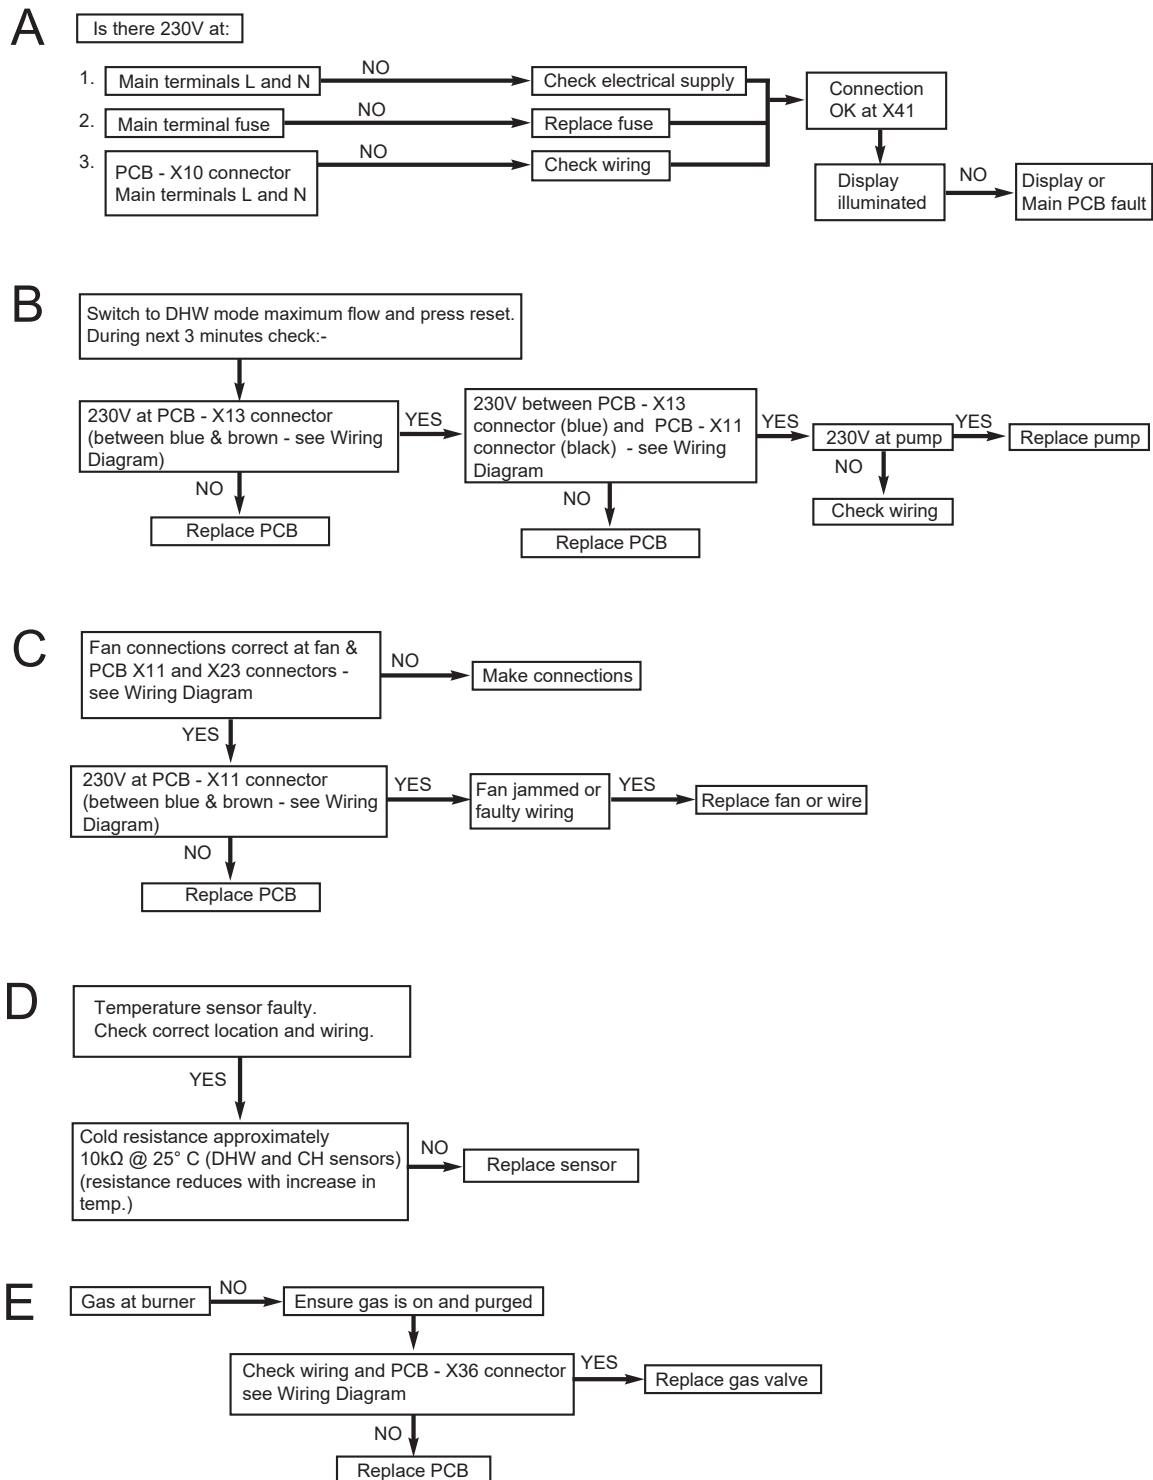 A
Is there 230V at:
1. Main terminals L and N
NO
Check electrical supply
2. Main terminal fuse
NO
Replace fuse
3. PCB - X10 connector
Main terminals L and N
NO
Check wiring
Connection
OK at X41
Display
illuminated
NO
Display or
Main PCB fault
B
Switch to DHW mode maximum flow and press reset.
During next 3 minutes check:-
230V at PCB - X13 connector
(between blue & brown - see Wiring
Diagram)
YES
NO
Replace PCB
230V between PCB - X13
connector (blue) and PCB - X11
connector (black) - see Wiring
Diagram
YES
NO
Replace PCB
230V at pump
YES
Replace pump
NO
Check wiring
C
Fan connections correct at fan &
PCB X11 and X23 connectors -
see Wiring Diagram
NO
Make connections
YES
230V at PCB - X11 connector
(between blue & brown - see Wiring
Diagram)
YES
Fan jammed or
faulty wiring
YES
Replace fan or wire
NO
Replace PCB
D
Temperature sensor faulty.
Check correct location and wiring.
YES
Cold resistance approximately
10kΩ @ 25° C (DHW and CH sensors)
(resistance reduces with increase in
temp.)
NO
Replace sensor
E
Gas at burner
NO
Ensure gas is on and purged
Check wiring and PCB - X36 connector
see Wiring Diagram
YES
Replace gas valve
NO
Replace PCB